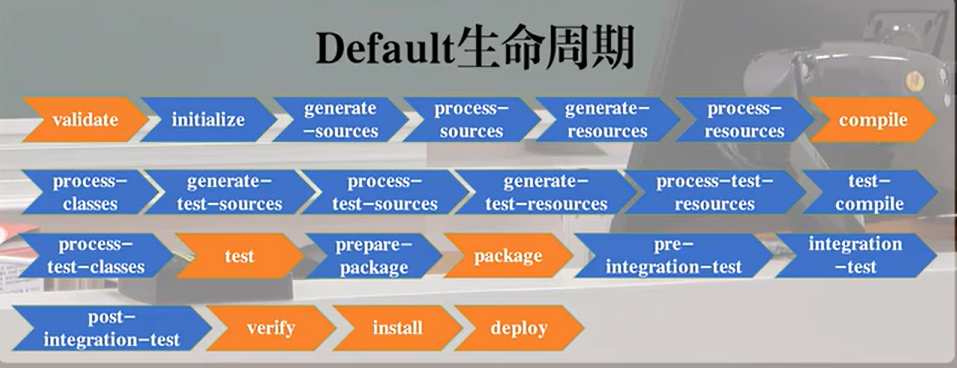 Default生命周期
validate
initialize
generate
-sources
process-
sources
generate-
resources
process-
resources
compile
process-
classes
generate-
test-sources
process-
test-sources
generate-
test-resources
process-test-
resources
test-
compile
process-
test-classes
test
prepare-
package
package
pre-
integration-test
integration
-test
post-
integration-test
verify
install
deploy